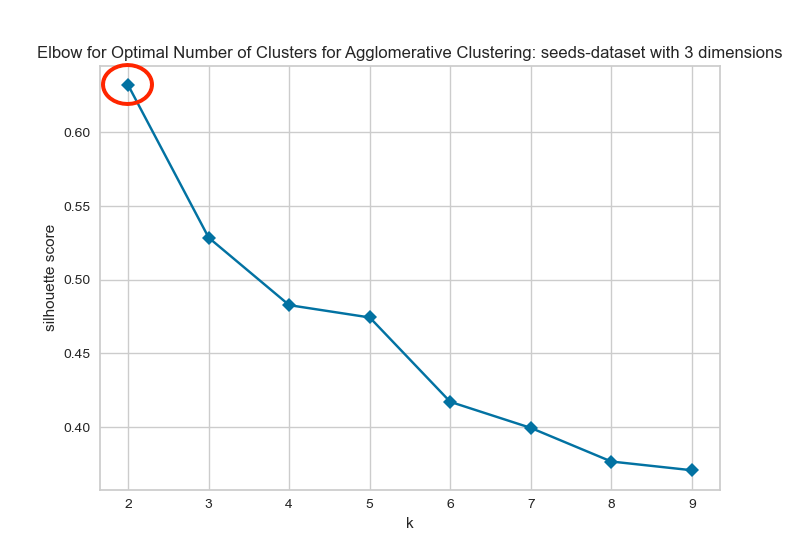 Elbow for Optimal Number of Clusters for Agglomerative Clustering: seeds-dataset with 3 dimensions
0.60
0.55
0.50
0.45
0.40
silhouette score
2 3 4 5 6 7 8 9
k